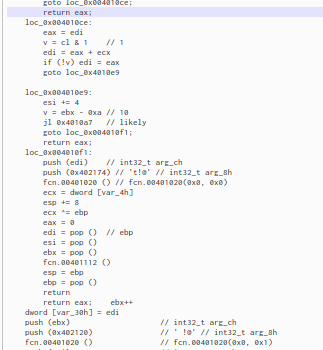 goto loc_0x004010ce;
return eax;
loc_0x004010ce:
eax = edi
v = cl & 1 // 1
edi = eax + ecx
if (!v) edi = eax
goto loc_0x4010e9
loc_0x004010e9:
esi += 4
v = ebx - 0xa // 10
jl 0x4010a7 // likely
goto loc_0x004010f1;
return eax;
loc_0x004010f1:
push (edi) // int32_t arg_ch
push (0x402174) // 't!@' // int32_t arg_8h
fcn.00401020 () // fcn.00401020(0x0, 0x0)
ecx = dword [var_4h]
esp += 8
ecx ^= ebp
eax = 0
edi = pop () // ebp
esi = pop ()
ebx = pop ()
fcn.00401112 ()
esp = ebp
ebp = pop ()
return
return eax; ebx++
dword [var_30h] = edi
push (ebx) // int32_t arg_ch
push (0x402120) // ' !@' // int32_t arg_8h
fcn.00401020 () // fcn.00401020(0x0, 0x1)